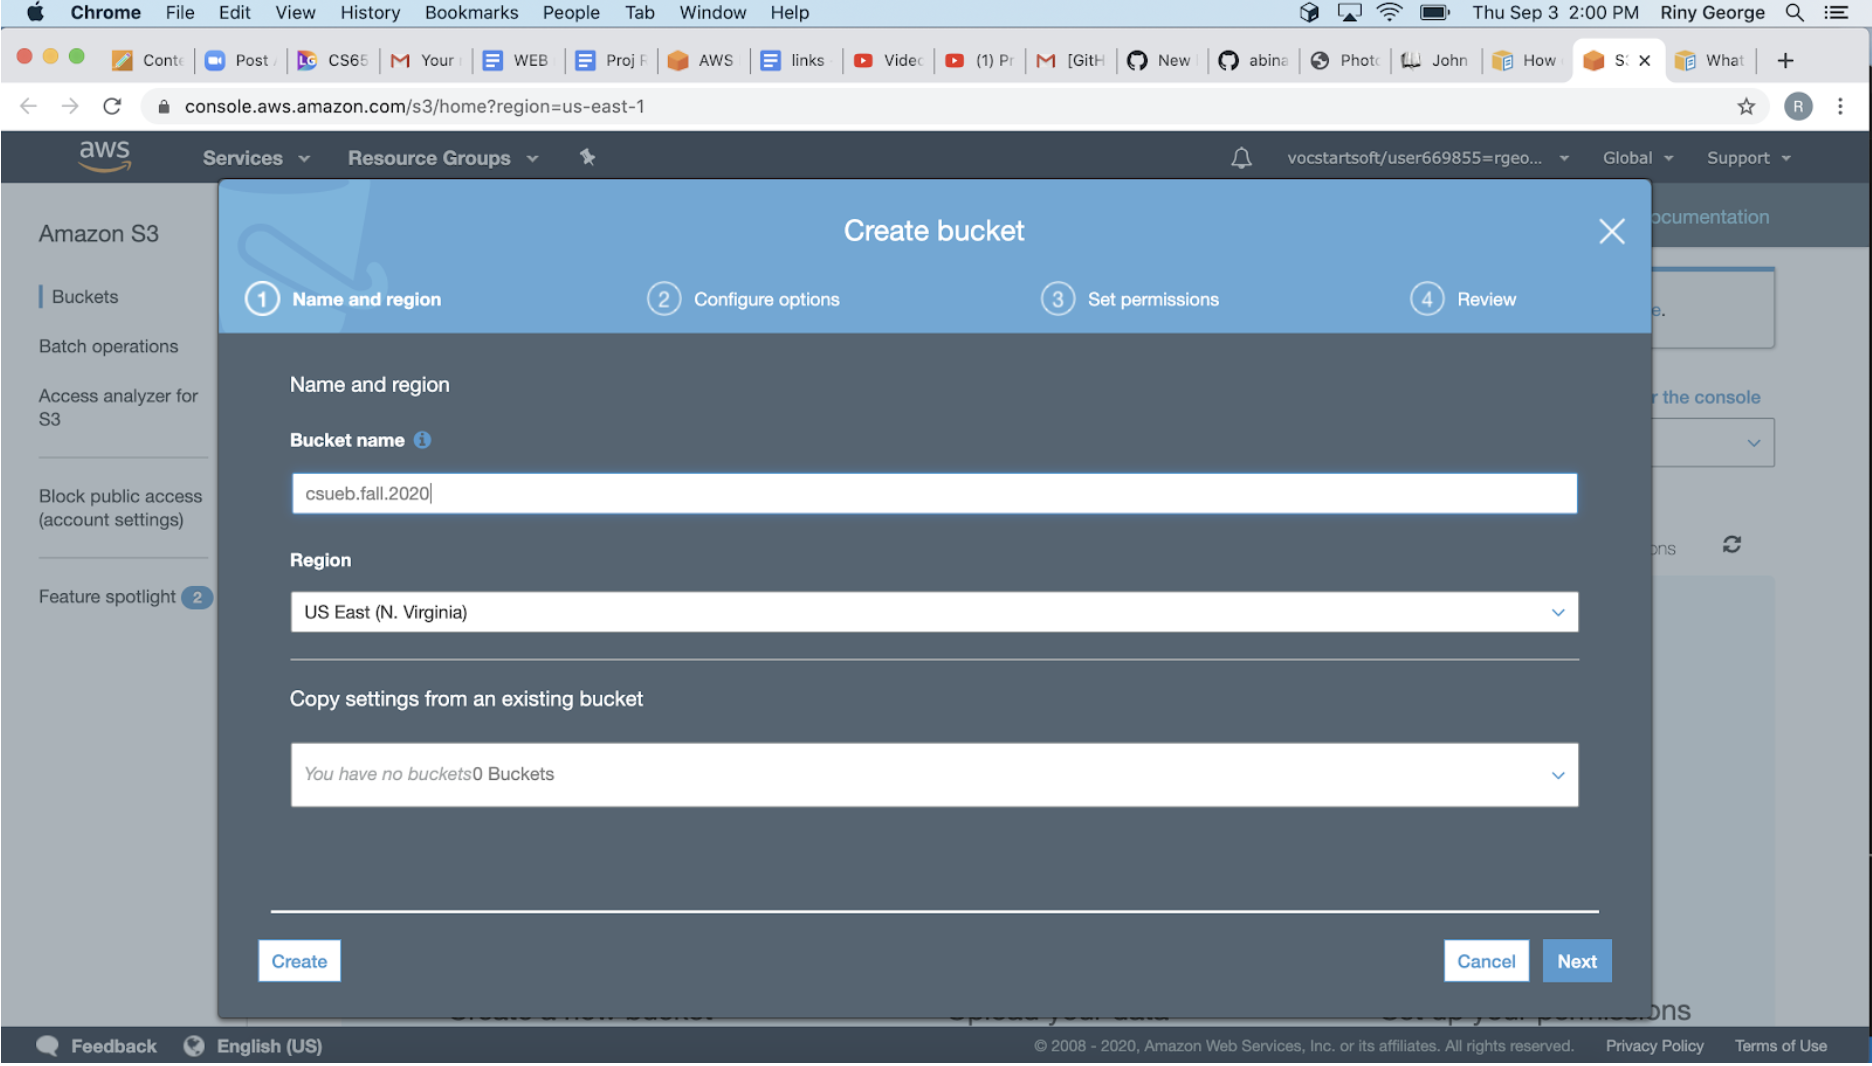 Chrome File Edit View History Bookmarks People Tab Window Help Thu Sep 3 2:00 PM Riny George
Conte Post CS65 Your WEB Proj R AWS links Videc (1) Pr [GitH New abina Photo John How S: What
console.aws.amazon.com/s3/home?region=us-east-1 R
aws Services Resource Groups vocstartsoft/user669855=rgeo... Global Support
Amazon S3
Buckets
Batch operations
Access analyzer for
S3
Block public access
(account settings)
Feature spotlight 2
Create bucket
ocumentation
1 Name and region 2 Configure options 3 Set permissions 4 Review
e.
Name and region
r the console
Bucket name
csueb.fall.2020
Region
ons
US East (N. Virginia)
Copy settings from an existing bucket
You have no buckets0 Buckets
Create Cancel Next
Create a new bucket Upload your data Set up your permissions
Feedback English (US) © 2008 - 2020, Amazon Web Services, Inc. or its affiliates. All rights reserved. Privacy Policy Terms of Use